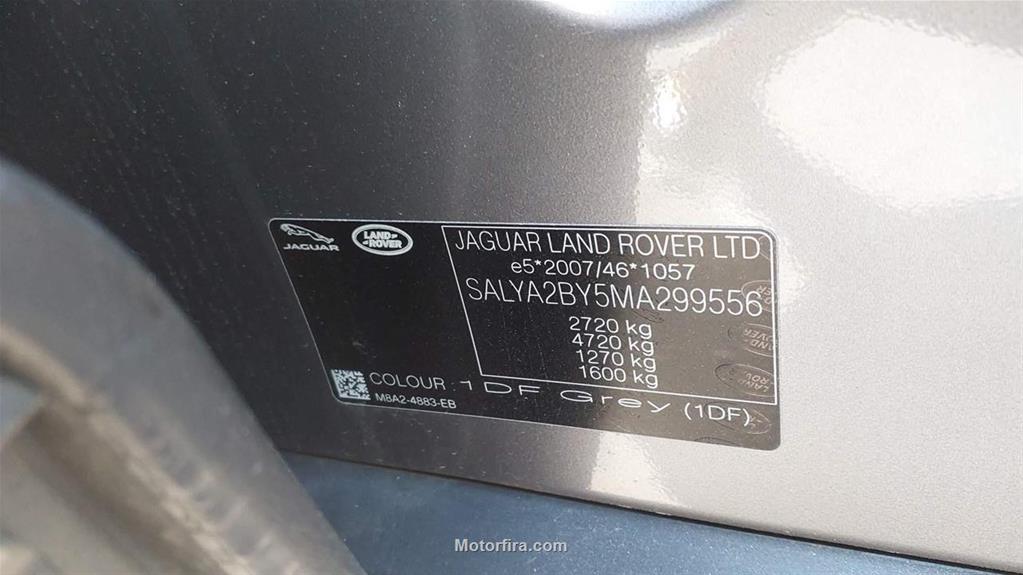 JAGUAR
LAND ROVER
JAGUAR LAND ROVER LTD
e5*2007/46*1057
SALYA2BY5MA299556
2720 kg
4720 kg
1270 kg
1600 kg
COLOUR 1DF Grey (1DF)
M8A2-4883-EB
Motorfira.com